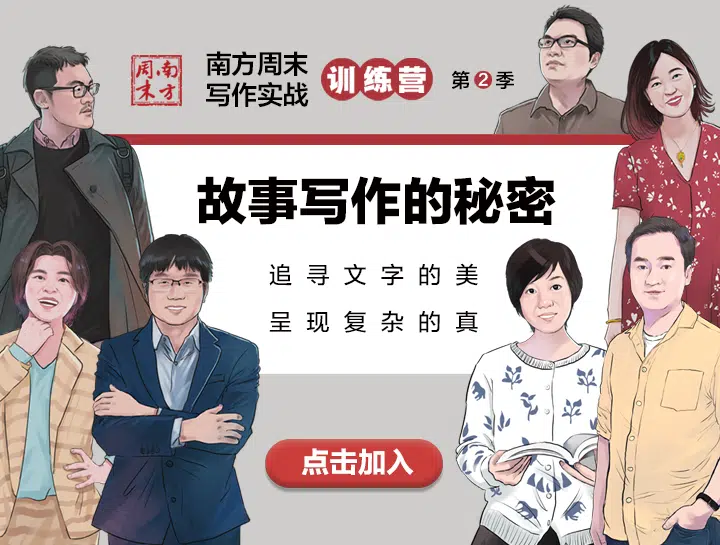 南方周末
南方周末
写作实战
训练营
第2季
故事写作的秘密
追寻文字的美
呈现复杂的真
点击加入